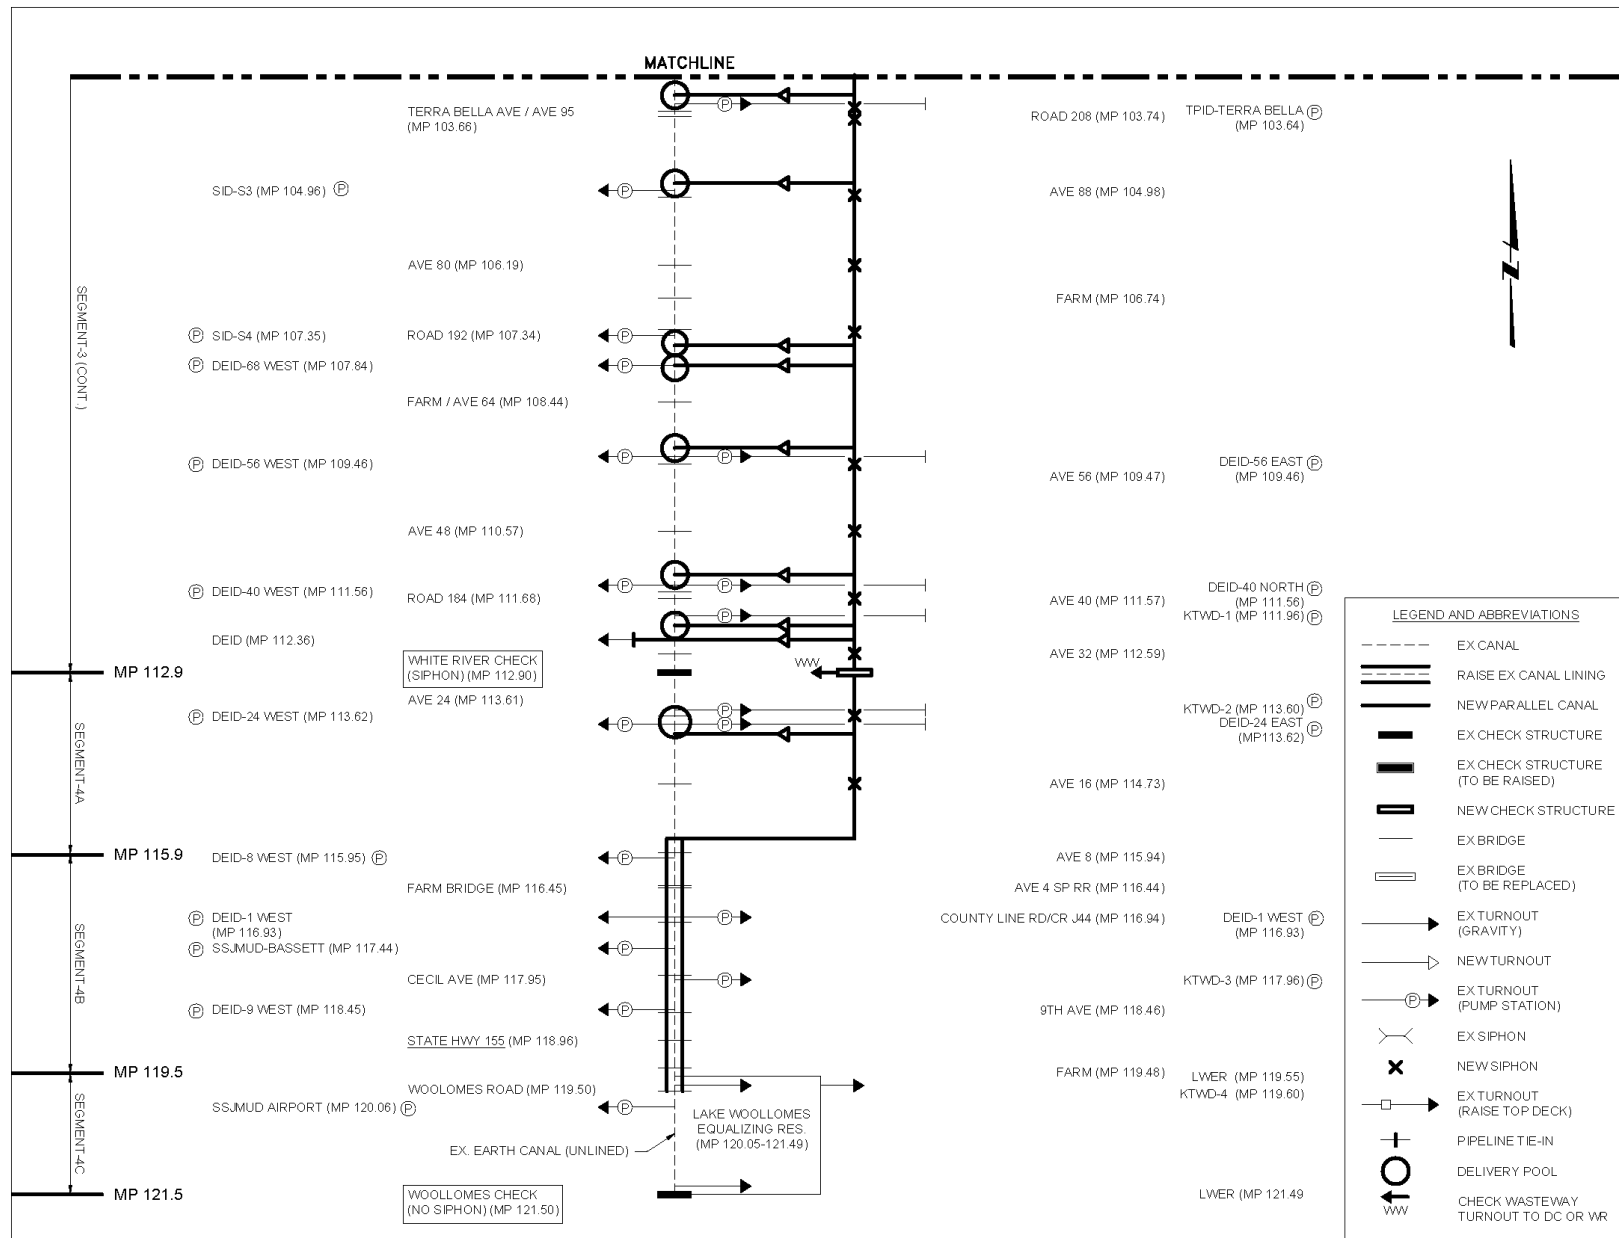 MATCHLINE
TERRA BELLA AVE / AVE 95
(MP 103.66)
P
ROAD 208 (MP 103.74)
TPID-TERRA BELLA P
(MP 103.64)
SID-S3 (MP 104.96) P
P
AVE 88 (MP 104.98)
AVE 80 (MP 106.19)
FARM (MP 106.74)
SEGMENT-3 (CONT.)
P SID-S4 (MP 107.35)
ROAD 192 (MP 107.34)
P
P DEID-68 WEST (MP 107.84)
P
FARM / AVE 64 (MP 108.44)
P DEID-56 WEST (MP 109.46)
P
P
AVE 56 (MP 109.47)
DEID-56 EAST P
(MP 109.46)
AVE 48 (MP 110.57)
P DEID-40 WEST (MP 111.56)
P
P
ROAD 184 (MP 111.68)
AVE 40 (MP 111.57)
DEID-40 NORTH P
(MP 111.56)
P
KTWD-1 (MP 111.96) P
DEID (MP 112.36)
AVE 32 (MP 112.59)
MP 112.9
WHITE RIVER CHECK
(SIPHON) (MP 112.90)
WW
AVE 24 (MP 113.61)
P DEID-24 WEST (MP 113.62)
P
P
P
KTWD-2 (MP 113.60) P
DEID-24 EAST P
(MP113.62)
SEGMENT-4A
AVE 16 (MP 114.73)
MP 115.9
DEID-8 WEST (MP 115.95) P
P
AVE 8 (MP 115.94)
FARM BRIDGE (MP 116.45)
AVE 4 SP RR (MP 116.44)
P DEID-1 WEST
(MP 116.93)
P
COUNTY LINE RD/CR J44 (MP 116.94)
DEID-1 WEST P
(MP 116.93)
P SSJMUD-BASSETT (MP 117.44)
P
SEGMENT-4B
CECIL AVE (MP 117.95)
P
KTWD-3 (MP 117.96) P
P DEID-9 WEST (MP 118.45)
P
9TH AVE (MP 118.46)
STATE HWY 155 (MP 118.96)
MP 119.5
FARM (MP 119.48)
LWER (MP 119.55)
WOOLOMES ROAD (MP 119.50)
KTWD-4 (MP 119.60)
SSJMUD AIRPORT (MP 120.06) P
P
LAKE WOOLLOMES
EQUALIZING RES.
(MP 120.05-121.49)
EX. EARTH CANAL (UNLINED)
SEGMENT-4C
MP 121.5
WOOLLOMES CHECK
(NO SIPHON) (MP 121.50)
LWER (MP 121.49
Z
LEGEND AND ABBREVIATIONS
EX CANAL
RAISE EX CANAL LINING
NEW PARALLEL CANAL
EX CHECK STRUCTURE
EX CHECK STRUCTURE
(TO BE RAISED)
NEW CHECK STRUCTURE
EX BRIDGE
EX BRIDGE
(TO BE REPLACED)
EX TURNOUT
(GRAVITY)
NEW TURNOUT
P
EX TURNOUT
(PUMP STATION)
EX SIPHON
NEW SIPHON
EX TURNOUT
(RAISE TOP DECK)
PIPELINE TIE-IN
DELIVERY POOL
WW
CHECK WASTEWAY
TURNOUT TO DC OR WR